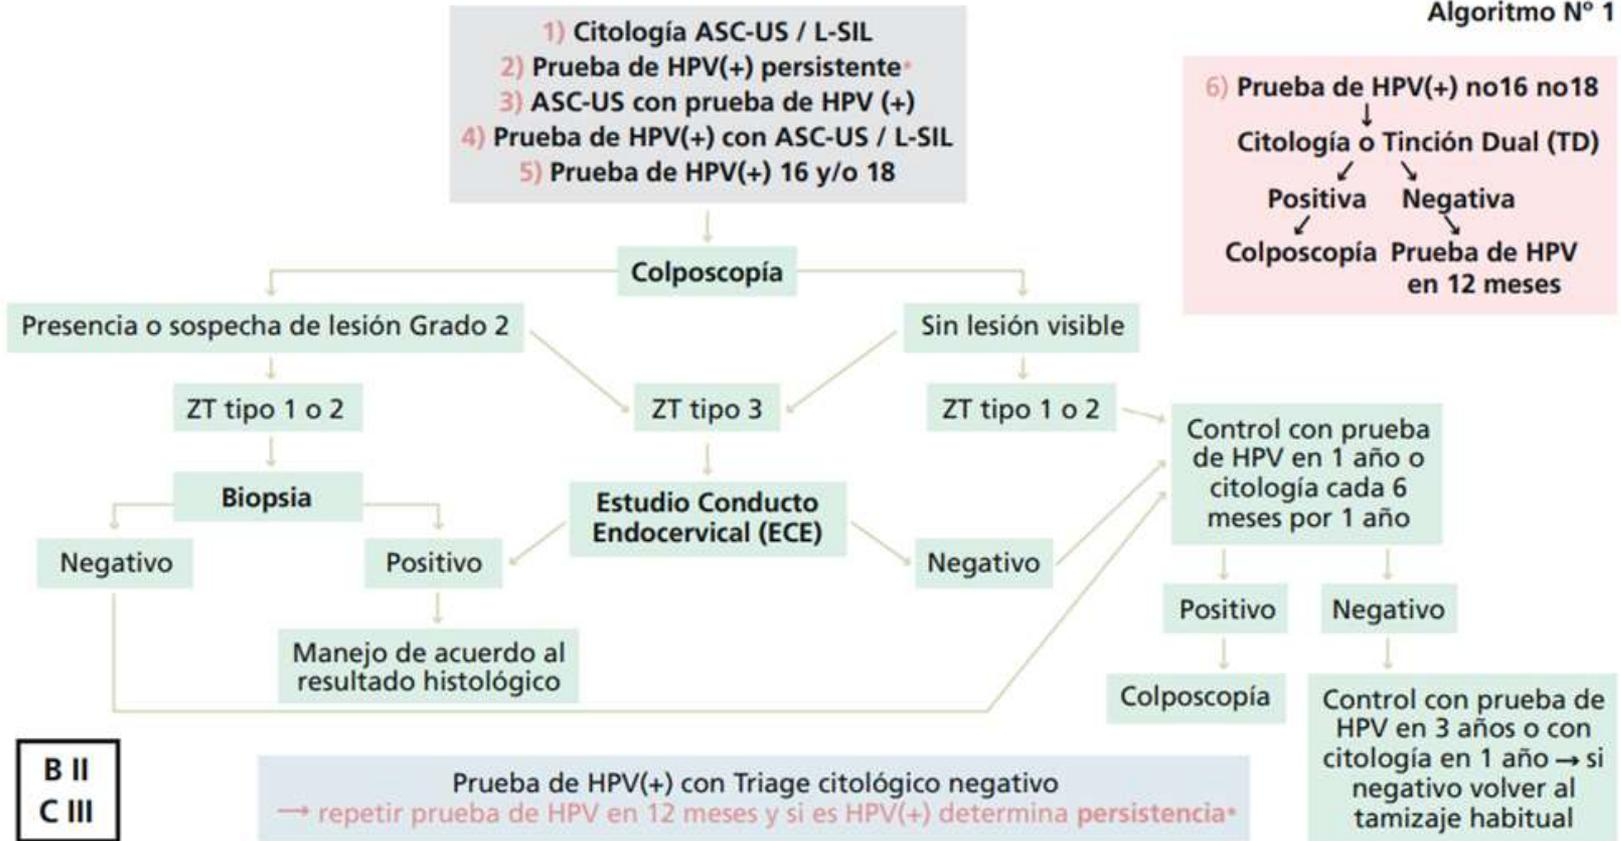 Algoritmo Nº 1
1) Citología ASC-US / L-SIL
2) Prueba de HPV(+) persistente*
3) ASC-US con prueba de HPV (+)
4) Prueba de HPV(+) con ASC-US / L-SIL
5) Prueba de HPV(+) 16 y/o 18
6) Prueba de HPV(+) no16 no18
↓
Citología o Tinción Dual (TD)
↙ ↘
Positiva Negativa
↙ ↘
Colposcopía Prueba de HPV
en 12 meses
Colposcopía
Presencia o sospecha de lesión Grado 2
Sin lesión visible
ZT tipo 1 o 2
ZT tipo 3
ZT tipo 1 o 2
Control con prueba
de HPV en 1 año o
citología cada 6
meses por 1 año
Biopsia
Estudio Conducto
Endocervical (ECE)
Negativo
Positivo
Negativo
Positivo
Negativo
Manejo de acuerdo al
resultado histológico
Colposcopía
Control con prueba de
HPV en 3 años o con
citología en 1 año → si
negativo volver al
tamizaje habitual
B II
C III
Prueba de HPV(+) con Triage citológico negativo
→ repetir prueba de HPV en 12 meses y si es HPV(+) determina persistencia*